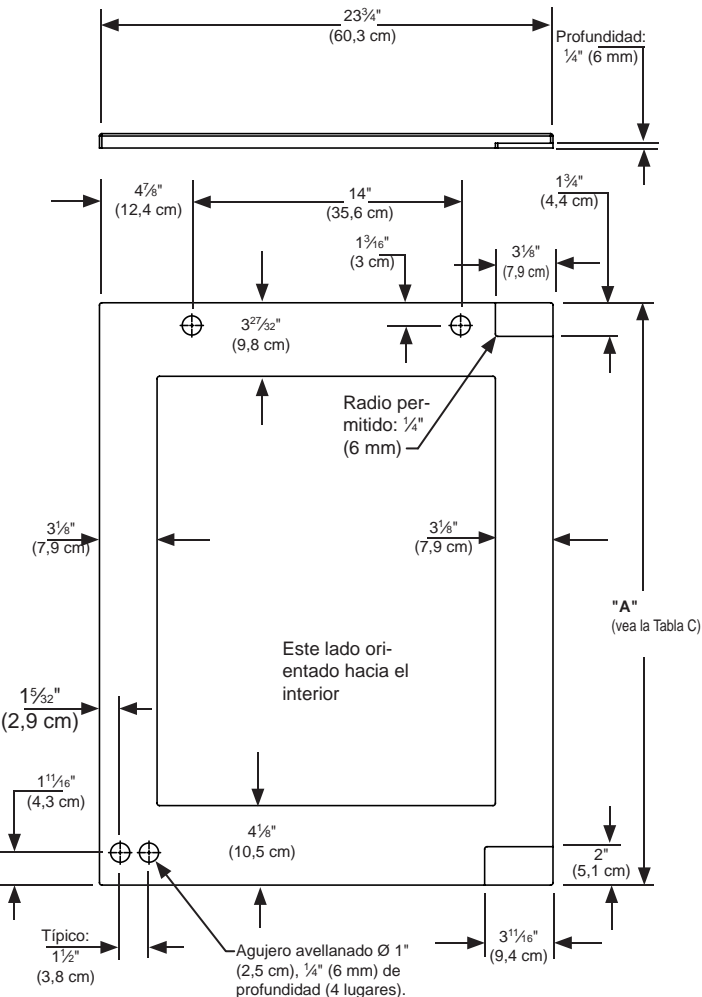 23¾"
(60,3 cm)
Profundidad:
¼" (6 mm)
4⅞"
(12,4 cm)
14"
(35,6 cm)
1¾"
(4,4 cm)
1³⁄₁₆"
(3 cm)
3⅛"
(7,9 cm)
3²⁷⁄₃₂"
(9,8 cm)
Radio per-
mitido: ¼"
(6 mm)
3⅛"
(7,9 cm)
3⅛"
(7,9 cm)
"A"
(vea la Tabla C)
Este lado ori-
entado hacia el
interior
1⁵⁄₃₂"
(2,9 cm)
1¹¹⁄₁₆"
(4,3 cm)
4⅛"
(10,5 cm)
2"
(5,1 cm)
Típico:
1½"
(3,8 cm)
Agujero avellanado Ø 1"
(2,5 cm), ¼" (6 mm) de
profundidad (4 lugares).
3¹¹⁄₁₆"
(9,4 cm)